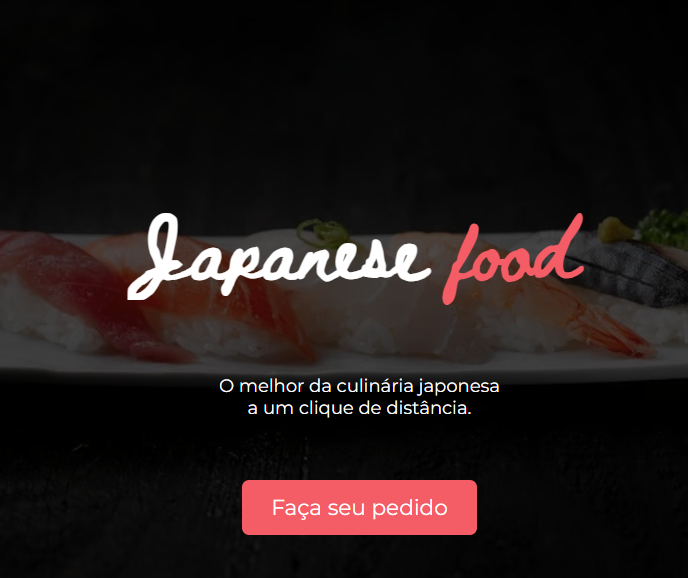 Japanese food
O melhor da culinária japonesa
a um clique de distância.
Faça seu pedido